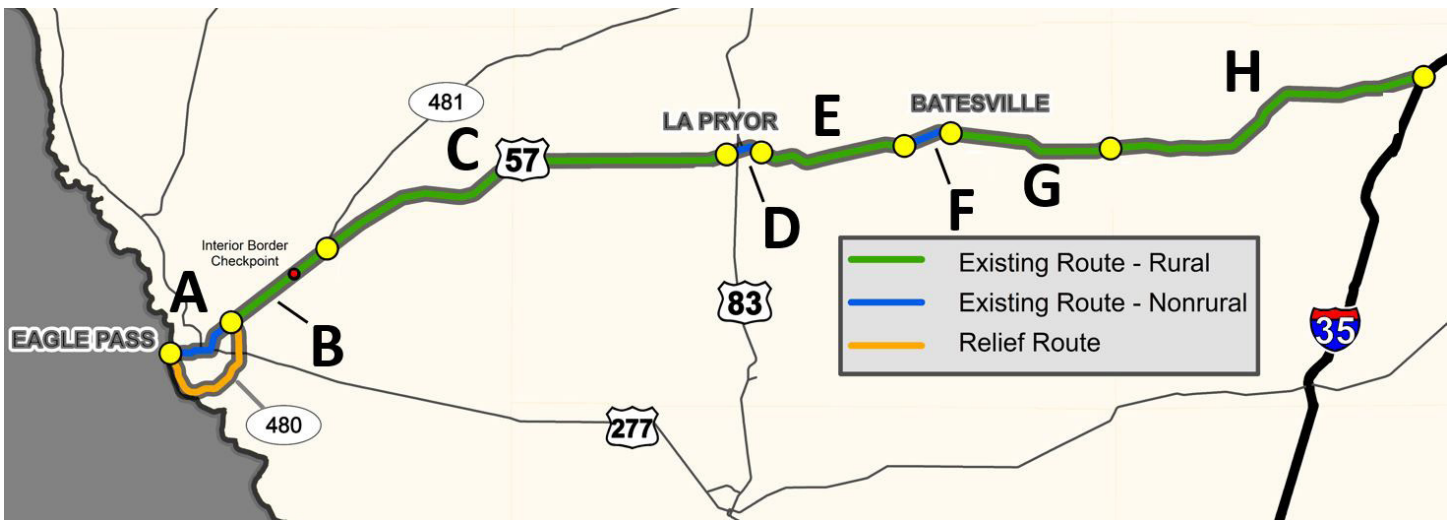 H
481
LA PRYOR
E
BATESVILLE
C
57
G
D
F
Interior Border
Checkpoint
A
B
EAGLE PASS
480
277
83
Existing Route - Rural
Existing Route - Nonrural
Relief Route
35